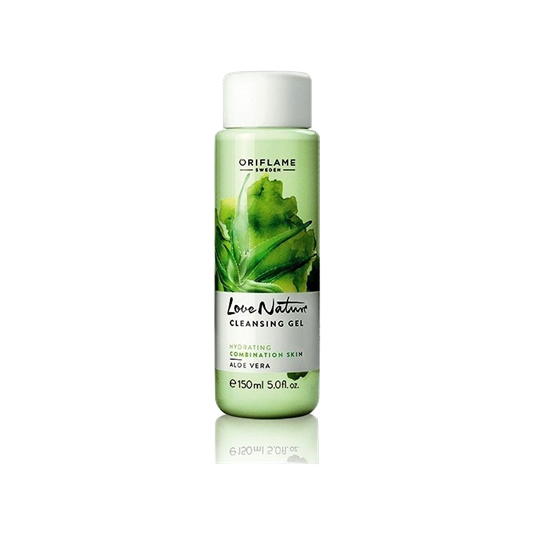 ORIFLAME
SWEDEN
Love Nature
CLEANSING GEL
HYDRATING
COMBINATION SKIN
ALOE VERA
℮150ml 5.0fl.oz.